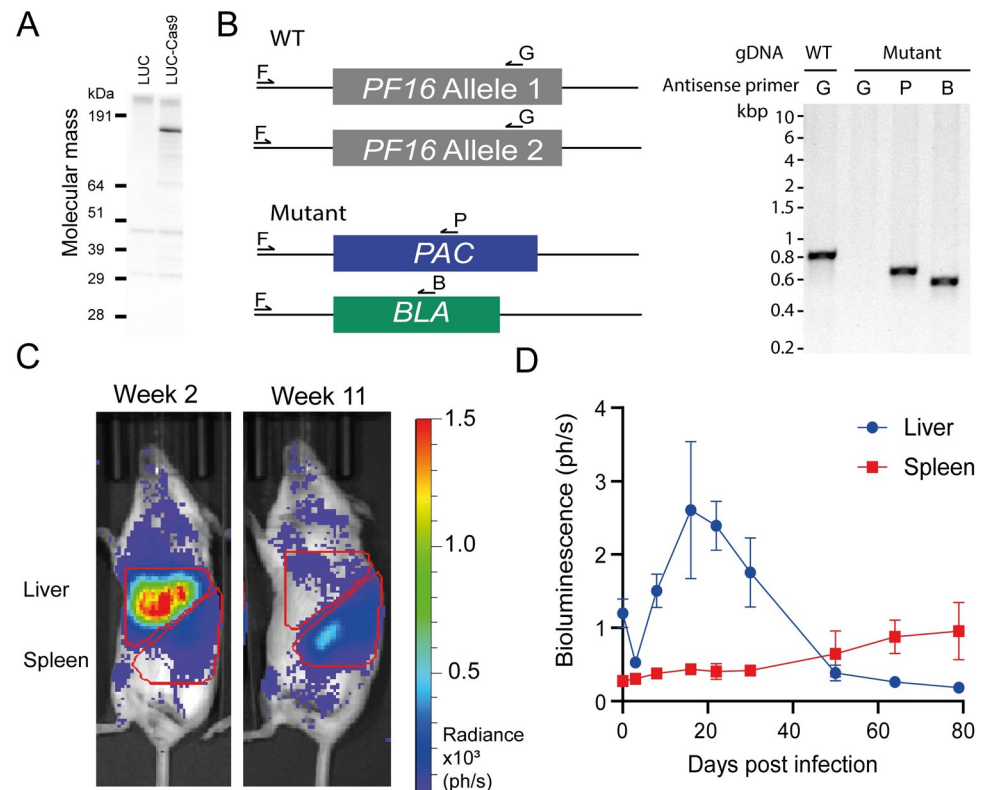 A
LUC
LUC-Cas9
kDa
191
64
51
39
29
28
Molecular mass
B
WT
F
G
PF16 Allele 1
F
G
PF16 Allele 2
Mutant
F
P
PAC
F
B
BLA
gDNA WT Mutant
Antisense primer G G P B
kbp
10
6
4
2
1.5
1
0.8
0.6
0.4
0.2
C
Week 2 Week 11
Liver
Spleen
1.5
1.0
0.5
Radiance
x10³
(ph/s)
D
Bioluminescence (ph/s)
4
3
2
1
0
0 20 40 60 80
Days post infection
Liver
Spleen